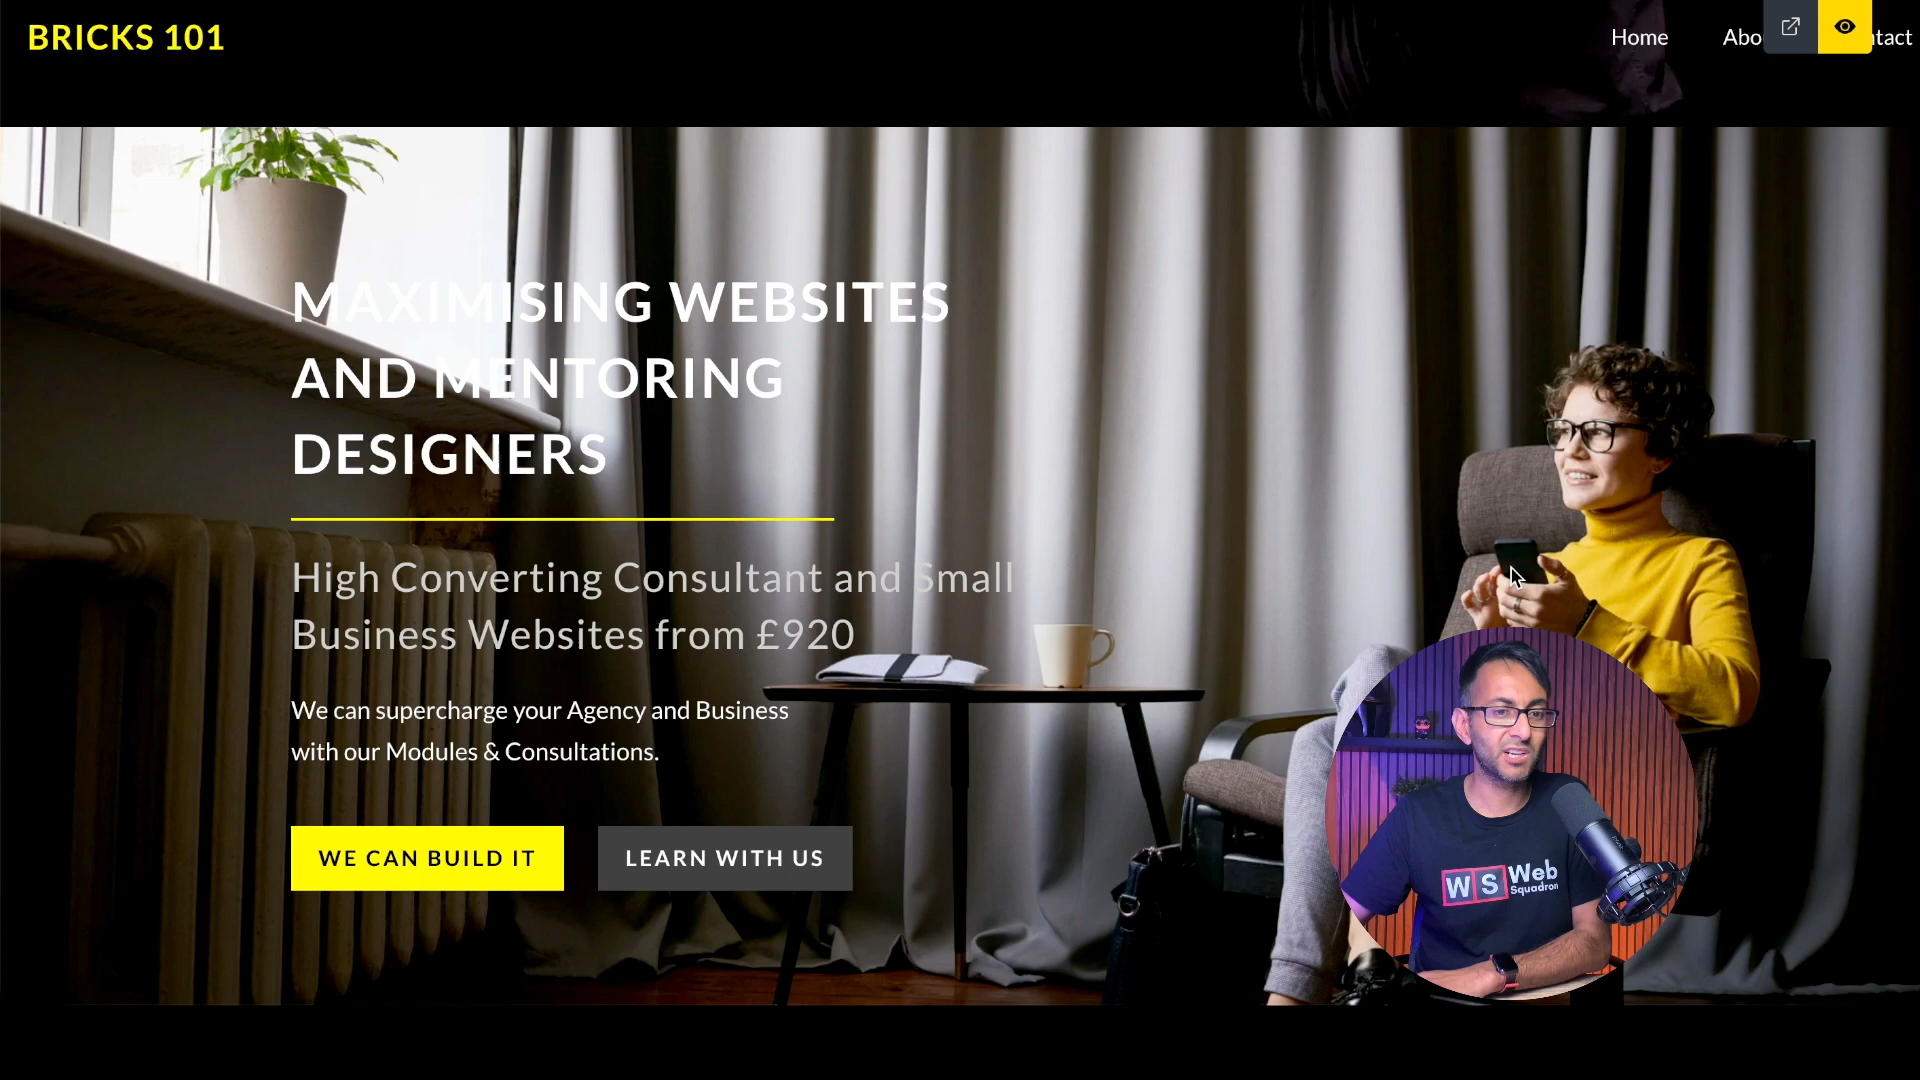 BRICKS 101
Home
Abo
ntact
MAXIMISING WEBSITES
AND MENTORING
DESIGNERS
High Converting Consultant and Small
Business Websites from £920
We can supercharge your Agency and Business
with our Modules & Consultations.
WE CAN BUILD IT
LEARN WITH US
WS Web
Squadron